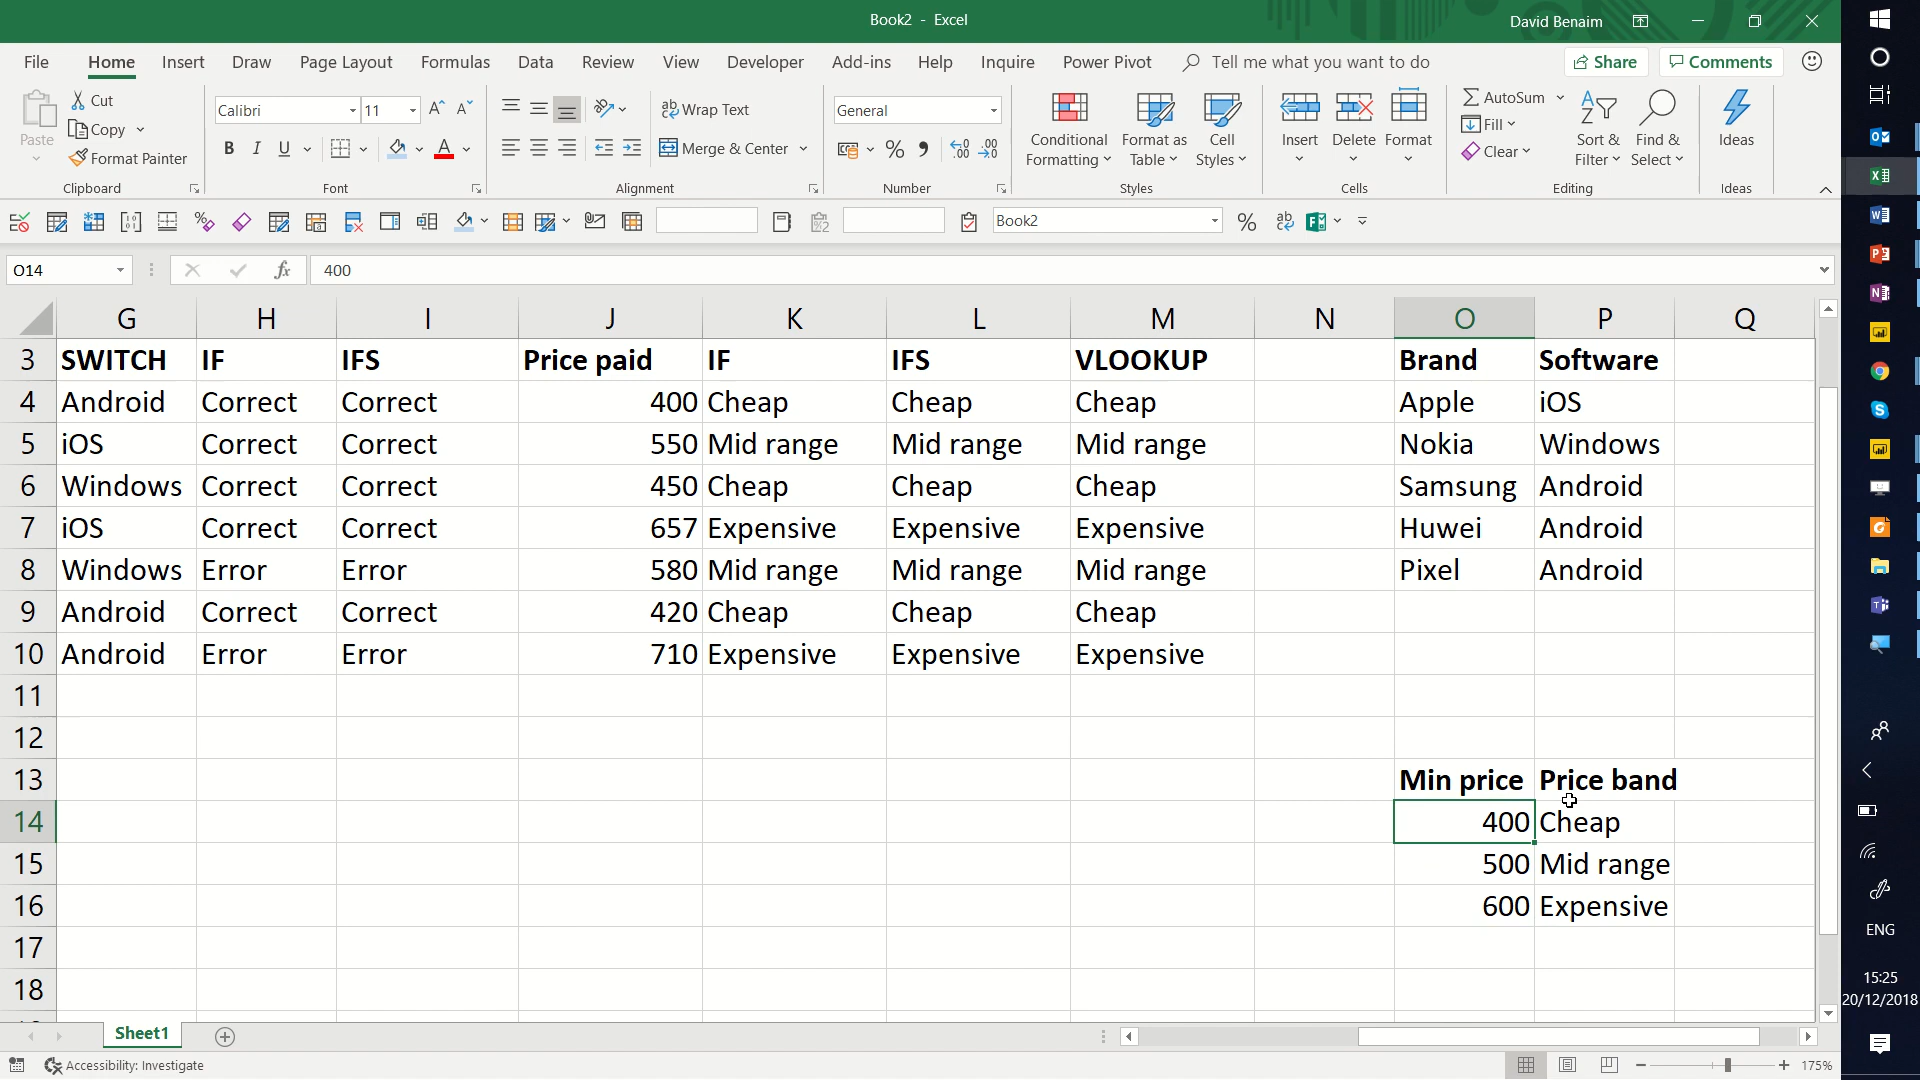 Book2 - Excel
David Benaim
File Home Insert Draw Page Layout Formulas Data Review View Developer Add-ins Help Inquire Power Pivot Tell me what you want to do Share Comments
Paste Cut
Copy
Format Painter
Clipboard
Calibri 11
B I U A
Font
ab Wrap Text
Merge & Center
Alignment
General
Number
Conditional Formatting
Format as Table
Cell Styles
Styles
Insert Delete Format
Cells
AutoSum
Fill
Clear
Sort & Filter
Find & Select
Editing
Ideas
Ideas
Book2
O14 fx 400
G H I J K L M N O P Q
3 SWITCH IF IFS Price paid IF IFS VLOOKUP Brand Software
4 Android Correct Correct 400 Cheap Cheap Cheap Apple iOS
5 iOS Correct Correct 550 Mid range Mid range Mid range Nokia Windows
6 Windows Correct Correct 450 Cheap Cheap Cheap Samsung Android
7 iOS Correct Correct 657 Expensive Expensive Expensive Huwei Android
8 Windows Error Error 580 Mid range Mid range Mid range Pixel Android
9 Android Correct Correct 420 Cheap Cheap Cheap
10 Android Error Error 710 Expensive Expensive Expensive
11
12
13 Min price Price band
14 400 Cheap
15 500 Mid range
16 600 Expensive
17
18
Sheet1
Accessibility: Investigate
175%
ENG
15:25
20/12/2018